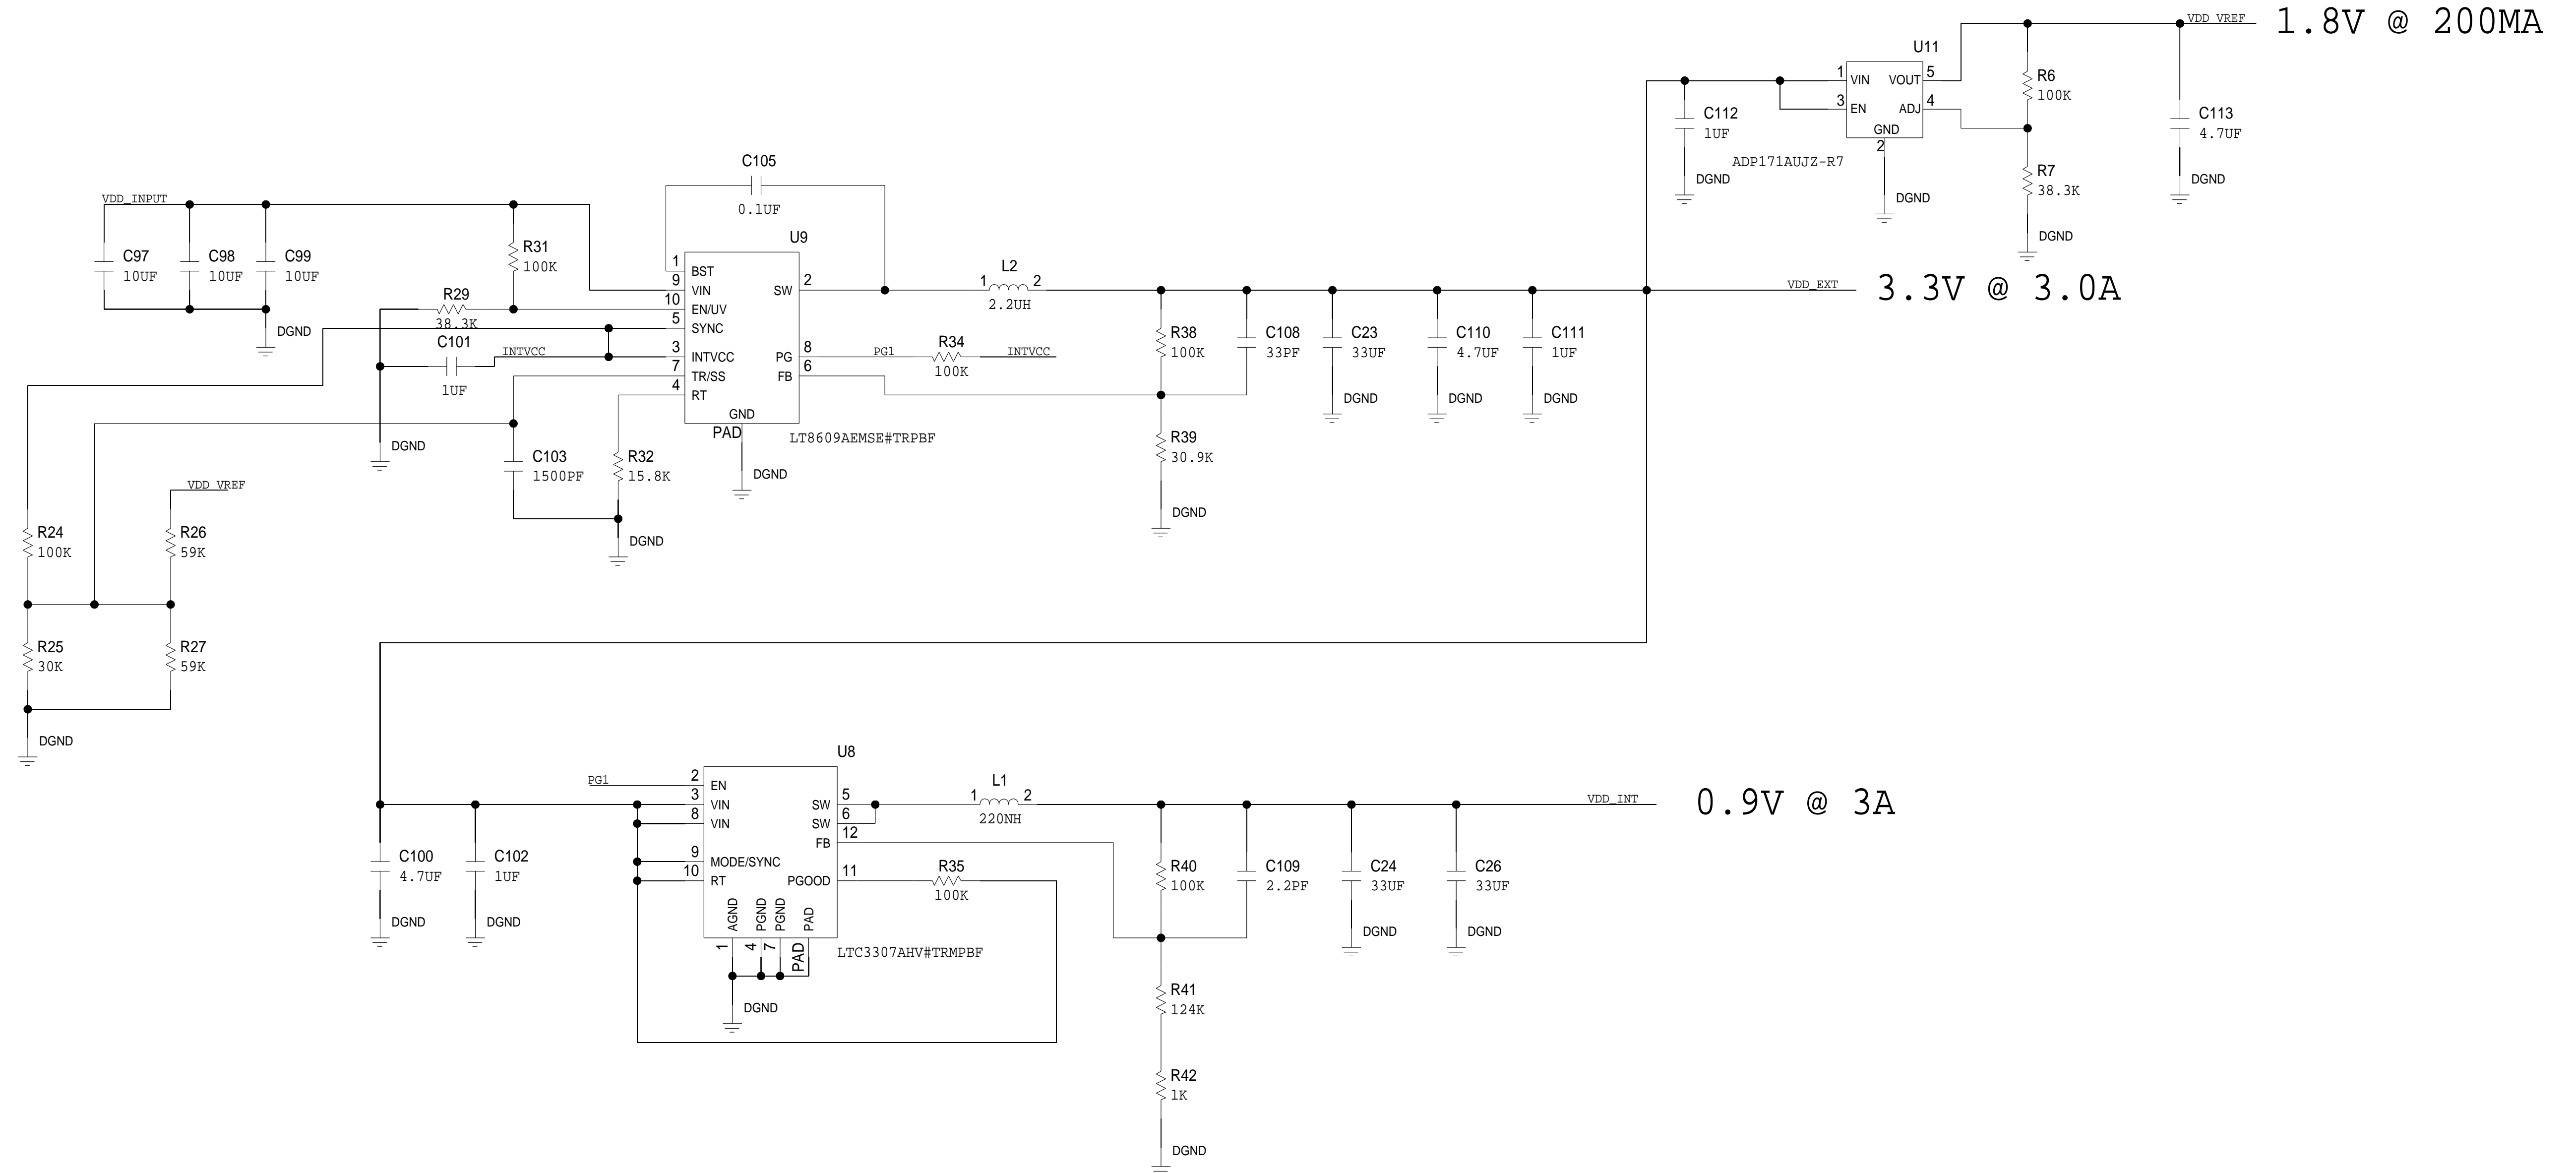 VDD_VREF
1.8V @ 200MA
U11
1
VIN
VOUT
5
3
EN
ADJ
4
GND
2
ADP171AUJZ-R7
R6
100K
R7
38.3K
C112
1UF
C113
4.7UF
DGND
DGND
DGND
DGND
C105
0.1UF
VDD_INPUT
C97
10UF
C98
10UF
C99
10UF
DGND
R31
100K
R29
38.3K
C101
1UF
INTVCC
DGND
U9
1
BST
9
VIN
10
EN/UV
5
SYNC
3
INTVCC
7
TR/SS
4
RT
SW
2
PG
8
FB
6
GND
PAD
LT8609AEMSE#TRPBF
DGND
L2
1
2
2.2UH
PG1
R34
100K
INTVCC
VDD_EXT
3.3V @ 3.0A
R38
100K
C108
33PF
C23
33UF
C110
4.7UF
C111
1UF
DGND
DGND
DGND
R39
30.9K
DGND
C103
1500PF
R32
15.8K
DGND
VDD_VREF
R24
100K
R26
59K
R25
30K
R27
59K
DGND
U8
PG1
2
EN
3
VIN
8
VIN
9
MODE/SYNC
10
RT
SW
5
SW
6
FB
12
PGOOD
11
AGND
PGND
PGND
PAD
1
4
7
PAD
LTC3307AHV#TRMPBF
DGND
L1
1
2
220NH
R35
100K
VDD_INT
0.9V @ 3A
C100
4.7UF
C102
1UF
DGND
DGND
R40
100K
C109
2.2PF
C24
33UF
C26
33UF
DGND
DGND
R41
124K
R42
1K
DGND